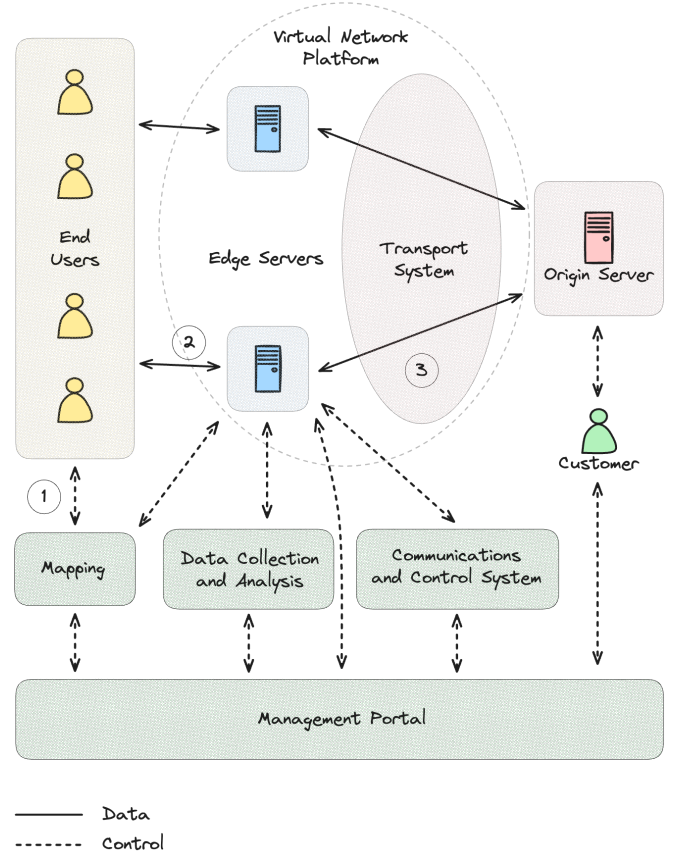 Virtual Network
Platform
End
Users
Edge Servers
Transport
System
Origin Server
2
3
Customer
1
Mapping
Data Collection
and Analysis
Communications
and Control System
Management Portal
Data
Control